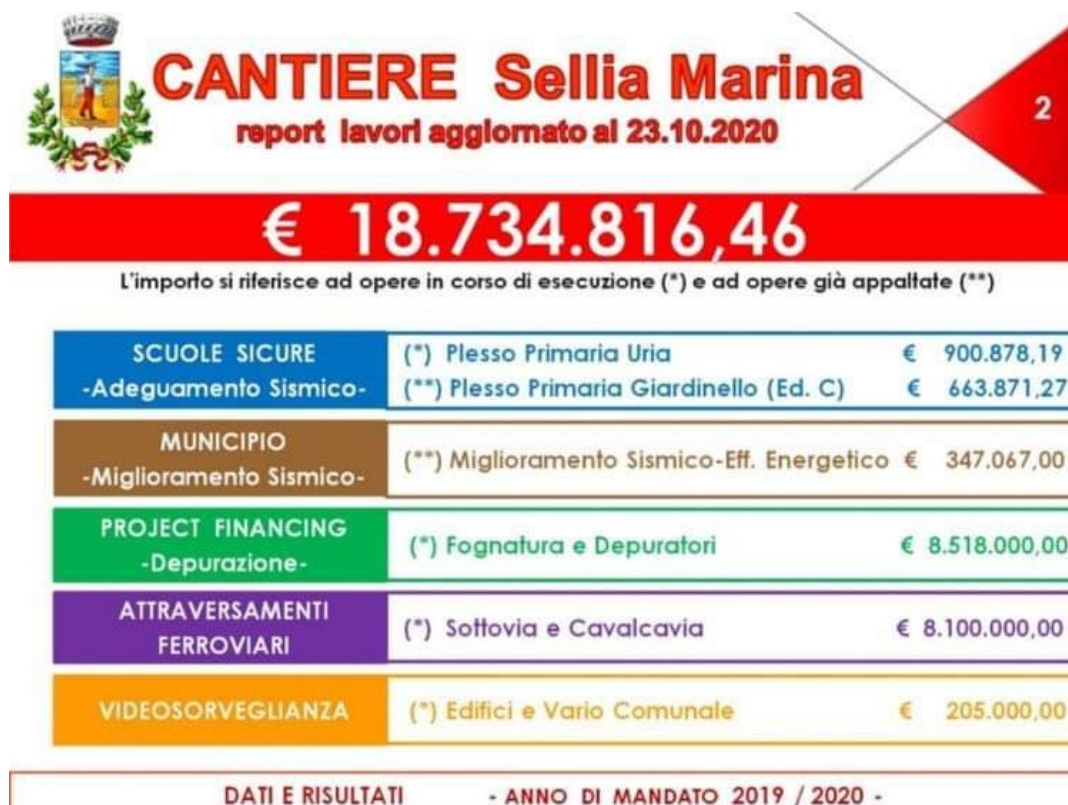 CANTIERE Sellia Marina
report lavori aggiornato al 23.10.2020
2
€ 18.734.816,46
L'importo si riferisce ad opere in corso di esecuzione (*) e ad opere già appaltate (**)
SCUOLE SICURE
-Adeguamento Sismico-
(*) Plesso Primaria Uria € 900.878,19
(**) Plesso Primaria Giardinello (Ed. C) € 663.871,27
MUNICIPIO
-Miglioramento Sismico-
(**) Miglioramento Sismico-Eff. Energetico € 347.067,00
PROJECT FINANCING
-Depurazione-
(*) Fognatura e Depuratori € 8.518.000,00
ATTRAVERSAMENTI
FERROVIARI
(*) Sottovia e Cavalcavia € 8.100.000,00
VIDEOSORVEGLIANZA
(*) Edifici e Vario Comunale € 205.000,00
DATI E RISULTATI - ANNO DI MANDATO 2019 / 2020 -